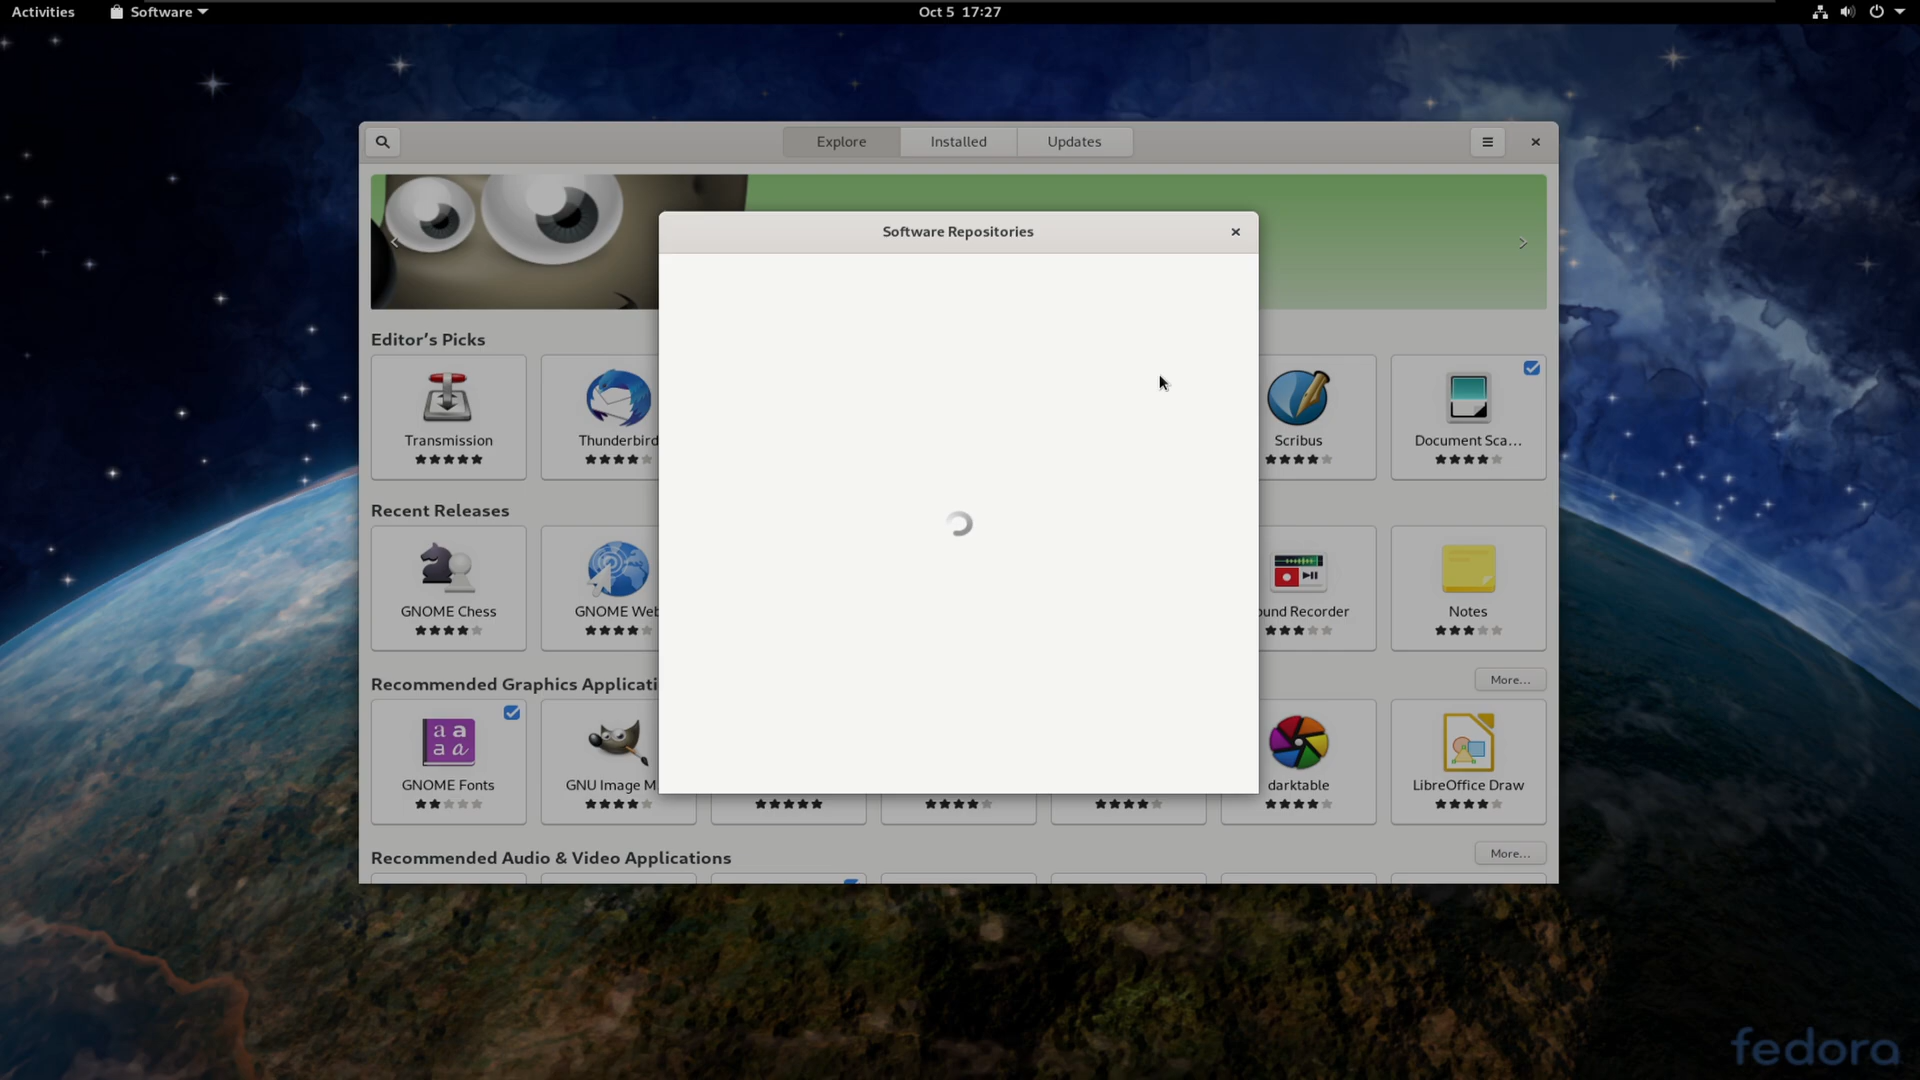 Activities
Software
Oct 5 17:27
Explore
Installed
Updates
Software Repositories
Editor’s Picks
Transmission
Thunderbird
Scribus
Document Sca…
Recent Releases
GNOME Chess
GNOME Web
ound Recorder
Notes
Recommended Graphics Applicati
More…
GNOME Fonts
GNU Image M
darktable
LibreOffice Draw
Recommended Audio & Video Applications
More…
fedora